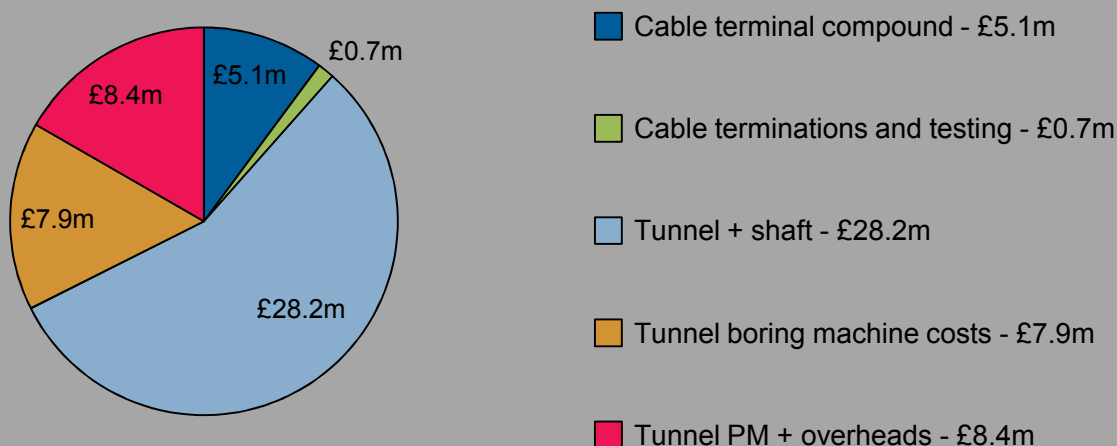 £5.1m
£0.7m
£8.4m
£7.9m
£28.2m
Cable terminal compound - £5.1m
Cable terminations and testing - £0.7m
Tunnel + shaft - £28.2m
Tunnel boring machine costs - £7.9m
Tunnel PM + overheads - £8.4m